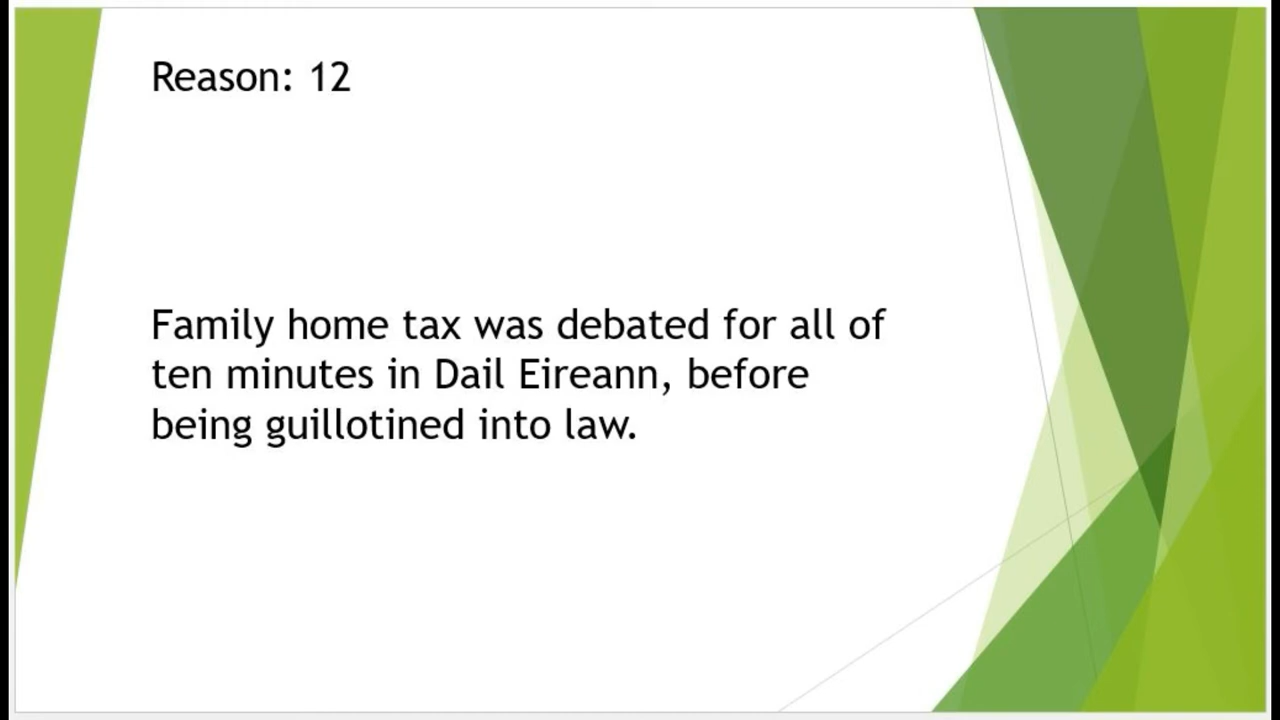 Reason: 12
Family home tax was debated for all of
ten minutes in Dail Eireann, before
being guillotined into law.